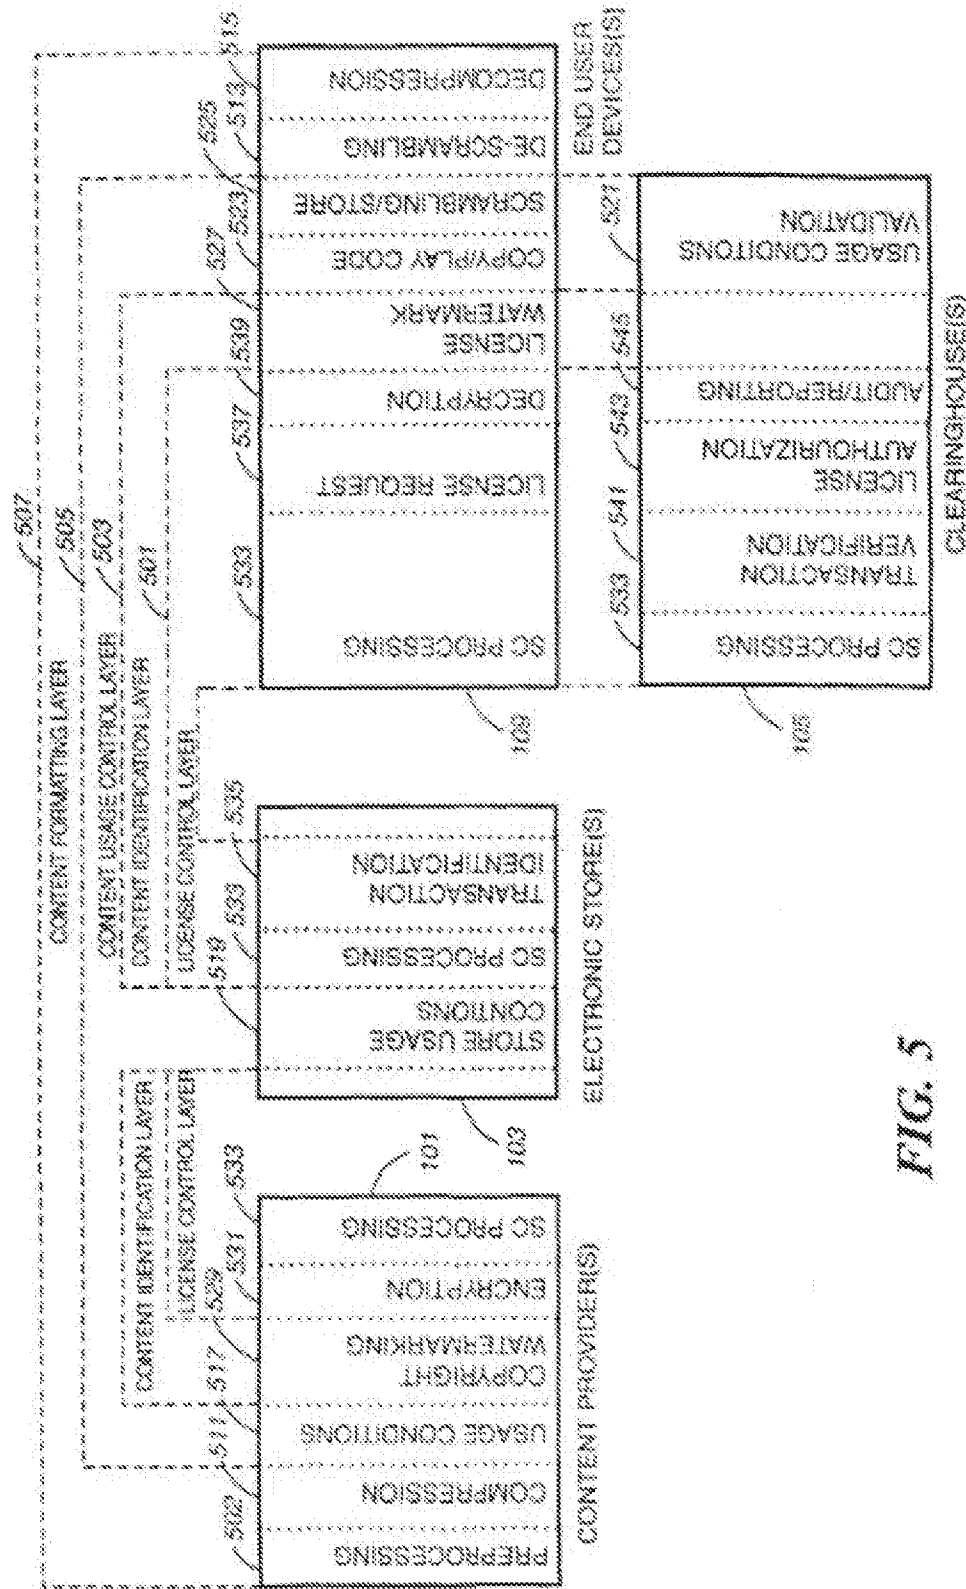 507
CONTENT FORMATTING LAYER
505
CONTENT USAGE CONTROL LAYER
503
CONTENT IDENTIFICATION LAYER
CONTENT IDENTIFICATION LAYER
501
LICENSE CONTROL LAYER
LICENSE CONTROL LAYER
502
511
517
529
531
533
PREPROCESSING
COMPRESSION
USAGE CONDITIONS
COPYRIGHT
WATERMARKING
ENCRYPTION
SC PROCESSING
101
CONTENT PROVIDER(S)
519
533
535
STORE USAGE
CONTIONS
SC PROCESSING
TRANSACTION
IDENTIFICATION
103
ELECTRONIC STORE(S)
533
537
539
527
523
525
513
515
SC PROCESSING
LICENSE REQUEST
DECRYPTION
LICENSE
WATERMARK
COPY/PLAY CODE
SCRAMBLING/STORE
DE-SCRAMBLING
DECOMPRESSION
109
END USER
DEVICES(S)
533
541
543
545
521
SC PROCESSING
TRANSACTION
VERIFICATION
LICENSE
AUTHOURIZATION
AUDIT/REPORTING
USAGE CONDITONS
VALIDATION
105
CLEARINGHOUSE(S)
FIG. 5